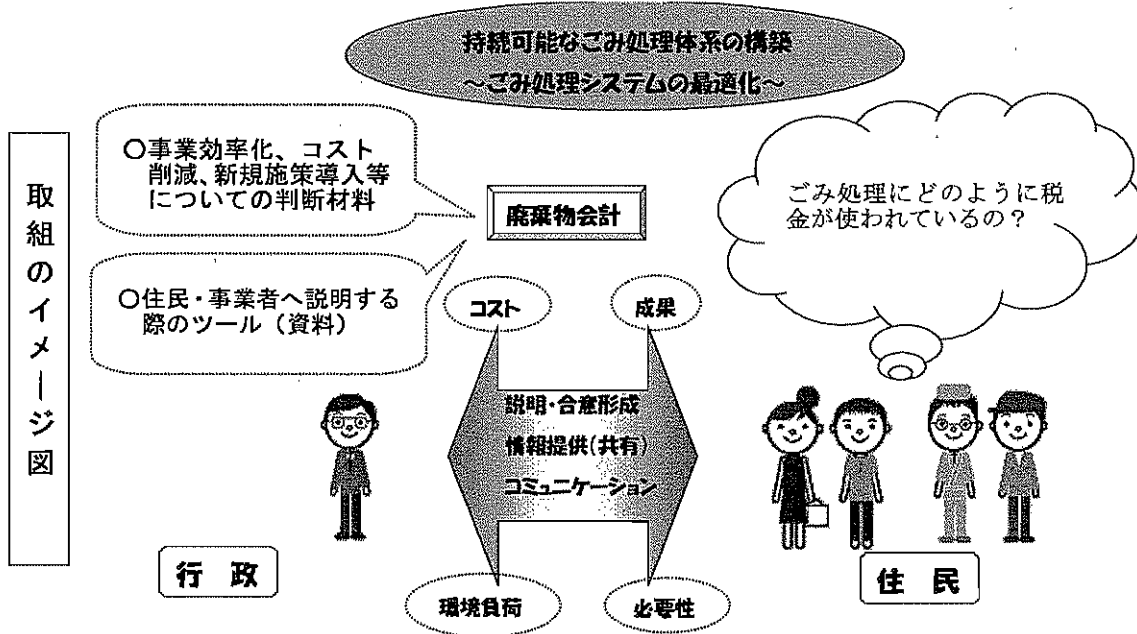 持続可能なごみ処理体系の構築
～ごみ処理システムの最適化～
取組のイメージ図
○事業効率化、コスト
削減、新規施策導入等
についての判断材料
廃棄物会計
ごみ処理にどのように税
金が使われているの？
○住民・事業者へ説明する
際のツール（資料）
コスト
成果
説明・合意形成
情報提供(共有)
コミュニケーション
行政
住民
環境負荷
必要性